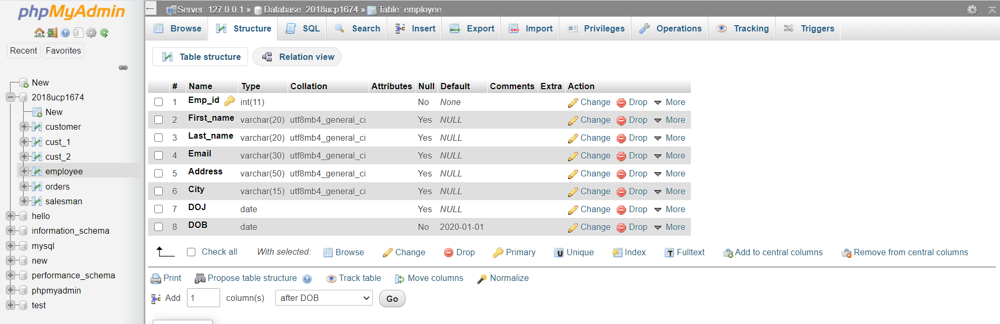 phpMyAdmin
Recent Favorites
New
2018ucp1674
New
customer
cust_1
cust_2
employee
orders
salesman
hello
information_schema
mysql
new
performance_schema
phpmyadmin
test
Server: 127.0.0.1 » Database: 2018ucp1674 » Table: employee
Browse Structure SQL Search Insert Export Import Privileges Operations Tracking Triggers
Table structure Relation view
# Name Type Collation Attributes Null Default Comments Extra Action
1 Emp_id int(11) No None Change Drop More
2 First_name varchar(20) utf8mb4_general_ci Yes NULL Change Drop More
3 Last_name varchar(20) utf8mb4_general_ci Yes NULL Change Drop More
4 Email varchar(30) utf8mb4_general_ci Yes NULL Change Drop More
5 Address varchar(50) utf8mb4_general_ci Yes NULL Change Drop More
6 City varchar(15) utf8mb4_general_ci Yes NULL Change Drop More
7 DOJ date Yes NULL Change Drop More
8 DOB date No 2020-01-01 Change Drop More
Check all With selected: Browse Change Drop Primary Unique Index Fulltext Add to central columns Remove from central columns
Print Propose table structure Track table Move columns Normalize
Add 1 column(s) after DOB Go